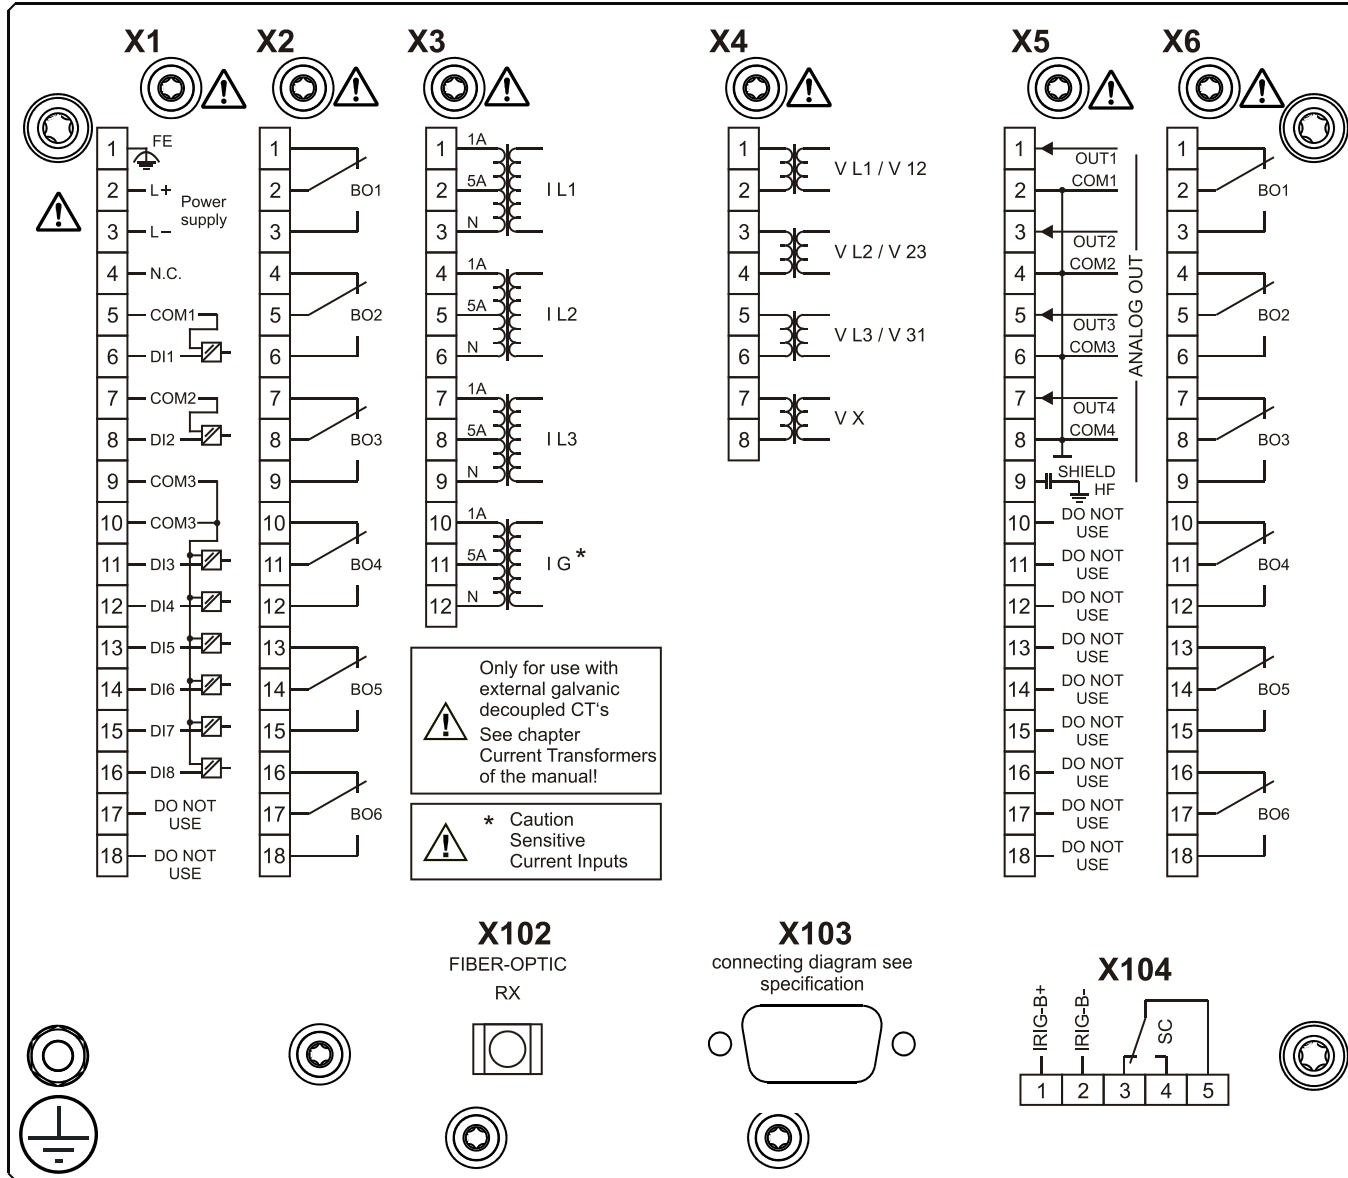 X1 X2 X3 X4 X5 X6
1 FE
2 L+
Power
supply
3 L–
4 N.C.
5 COM1
6 DI1
7 COM2
8 DI2
9 COM3
10 COM3
11 DI3
12 DI4
13 DI5
14 DI6
15 DI7
16 DI8
17 DO NOT
USE
18 DO NOT
USE
1
2 BO1
3
4
5 BO2
6
7
8 BO3
9
10
11 BO4
12
13
14 BO5
15
16
17 BO6
18
1 1A
2 5A I L1
3 N
4 1A
5 5A I L2
6 N
7 1A
8 5A I L3
9 N
10 1A
11 5A I G *
12 N
Only for use with
external galvanic
decoupled CT's
See chapter
Current Transformers
of the manual!
* Caution
Sensitive
Current Inputs
1
V L1 / V 12
2
3
V L2 / V 23
4
5
V L3 / V 31
6
7
V X
8
1 OUT1
2 COM1
3 OUT2
4 COM2
5 OUT3
6 COM3
7 OUT4
8 COM4
ANALOG OUT
9 SHIELD
HF
10 DO NOT
USE
11 DO NOT
USE
12 DO NOT
USE
13 DO NOT
USE
14 DO NOT
USE
15 DO NOT
USE
16 DO NOT
USE
17 DO NOT
USE
18 DO NOT
USE
1
2 BO1
3
4
5 BO2
6
7
8 BO3
9
10
11 BO4
12
13
14 BO5
15
16
17 BO6
18
X102
FIBER-OPTIC
RX
X103
connecting diagram see
specification
X104
IRIG-B+
IRIG-B-
SC
1 2 3 4 5